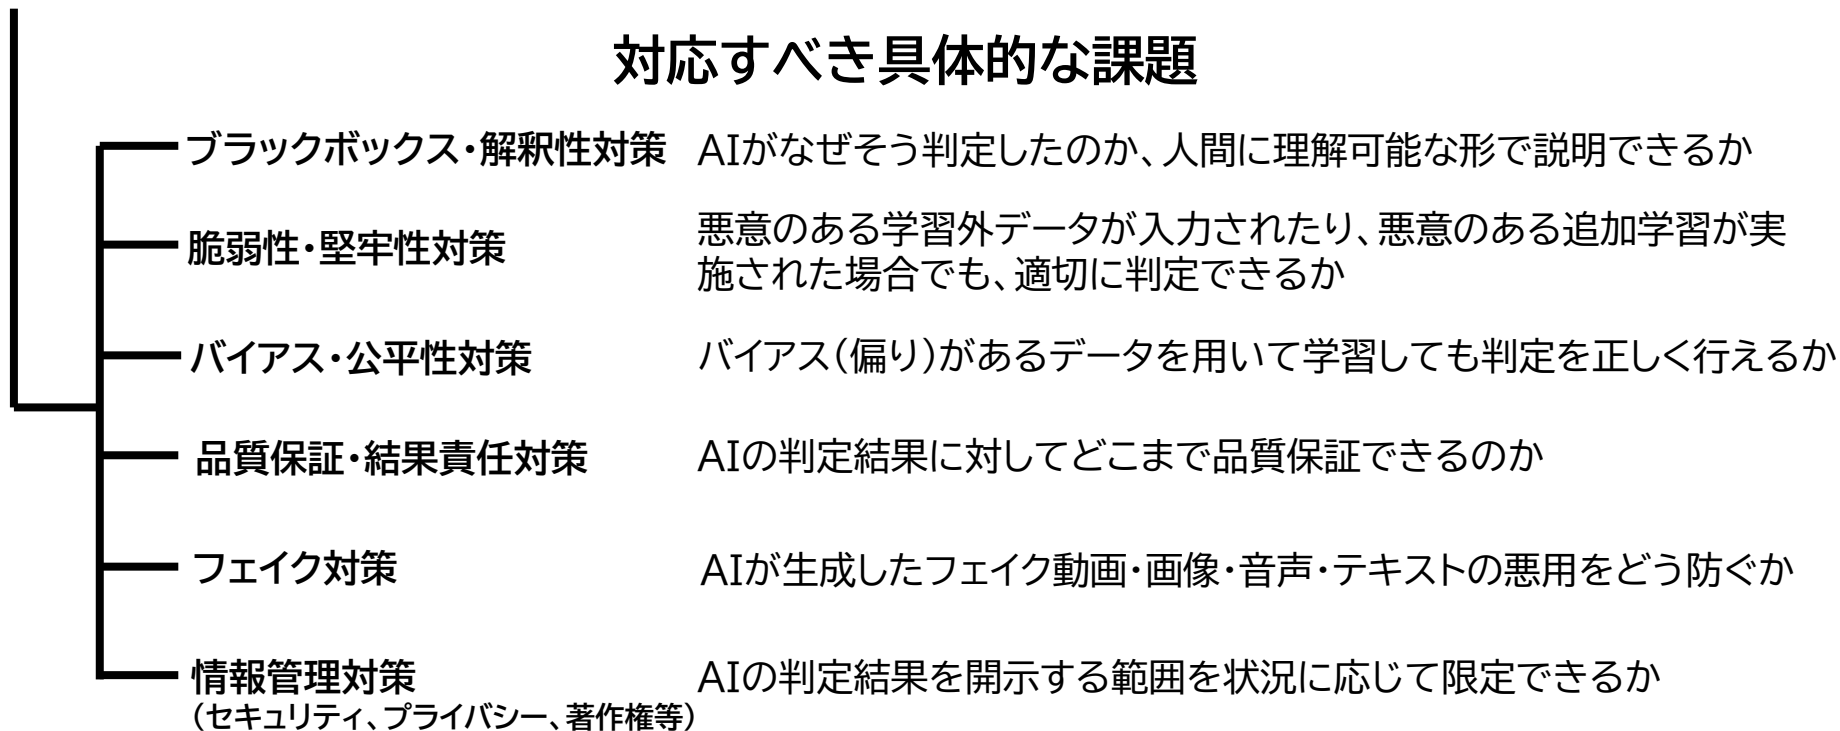 対応すべき具体的な課題
ブラックボックス・解釈性対策 AIがなぜそう判定したのか、人間に理解可能な形で説明できるか
脆弱性・堅牢性対策 悪意のある学習外データが入力されたり、悪意のある追加学習が実
施された場合でも、適切に判定できるか
バイアス・公平性対策 バイアス(偏り)があるデータを用いて学習しても判定を正しく行えるか
品質保証・結果責任対策 AIの判定結果に対してどこまで品質保証できるのか
フェイク対策 AIが生成したフェイク動画・画像・音声・テキストの悪用をどう防ぐか
情報管理対策 AIの判定結果を開示する範囲を状況に応じて限定できるか
(セキュリティ、プライバシー、著作権等)